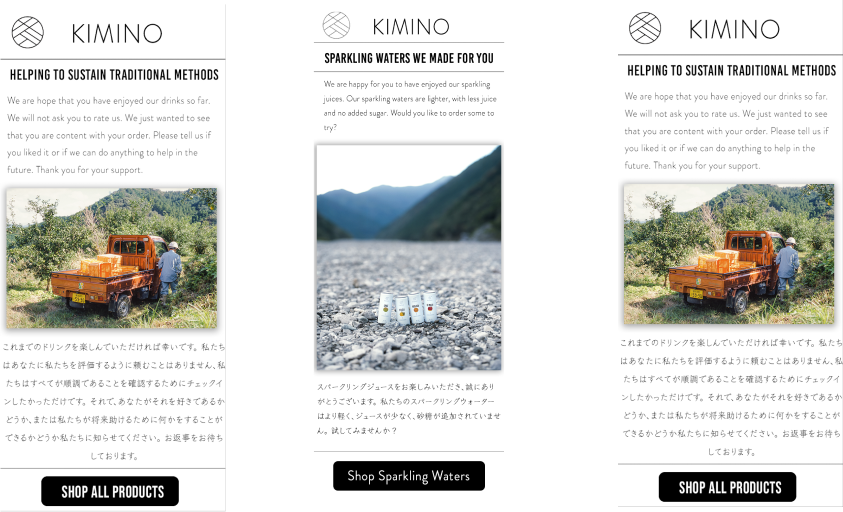 KIMINO
HELPING TO SUSTAIN TRADITIONAL METHODS
We are hope that you have enjoyed our drinks so far.
We will not ask you to rate us. We just wanted to see
that you are content with your order. Please tell us if
you liked it or if we can do anything to help in the
future. Thank you for your support.
これまでのドリンクを楽しんでいただければ幸いです。私たち
はあなたに私たちを評価するように頼むことはありません、私
たちはすべてが順調であることを確認するためにチェックイ
ンしたかっただけです。それで、あなたがそれを好きであるか
どうか、または私たちが将来助けるために何かをすることが
できるかどうか私たちに知らせてください。お返事をお待ち
しております。
SHOP ALL PRODUCTS
KIMINO
SPARKLING WATERS WE MADE FOR YOU
We are happy for you to have enjoyed our sparkling
juices. Our sparkling waters are lighter, with less juice
and no added sugar. Would you like to order some to
try?
スパークリングジュースをお楽しみいただき、誠にあり
がとうございます。私たちのスパークリングウォーター
はより軽く、ジュースが少なく、砂糖が追加されていませ
ん。試してみませんか？
Shop Sparkling Waters
KIMINO
HELPING TO SUSTAIN TRADITIONAL METHODS
We are hope that you have enjoyed our drinks so far.
We will not ask you to rate us. We just wanted to see
that you are content with your order. Please tell us if
you liked it or if we can do anything to help in the
future. Thank you for your support.
これまでのドリンクを楽しんでいただければ幸いです。私たち
はあなたに私たちを評価するように頼むことはありません、私
たちはすべてが順調であることを確認するためにチェックイ
ンしたかっただけです。それで、あなたがそれを好きであるか
どうか、または私たちが将来助けるために何かをすることが
できるかどうか私たちに知らせてください。お返事をお待ち
しております。
SHOP ALL PRODUCTS